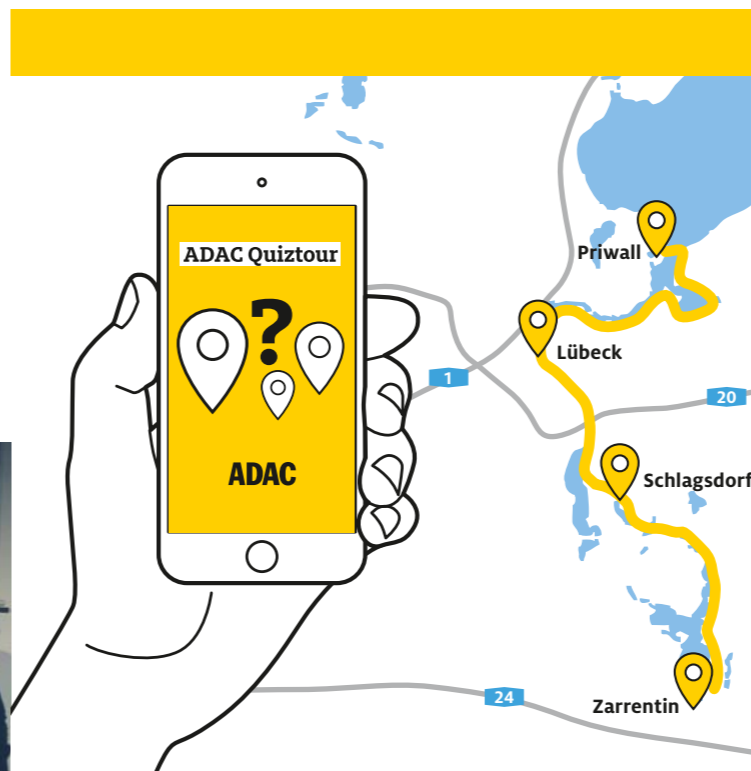 ADAC Quiztour
?
ADAC
Priwall
Lübeck
1
20
Schlagsdorf
24
Zarrentin